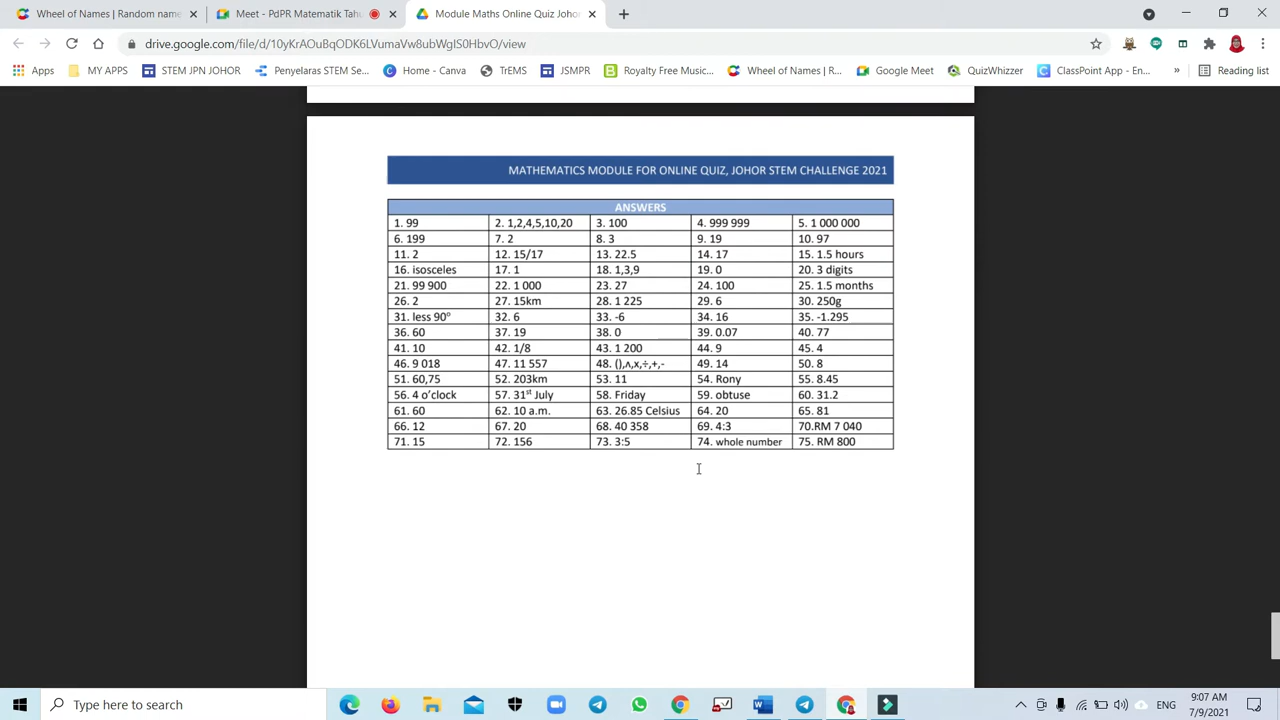 Wheel of Names | Random name
Meet - PdPR Matematik Tahu
Module Maths Online Quiz Johor
drive.google.com/file/d/10yKrAOuBqODK6LVumaVw8ubWgIS0HbvO/view
Apps
MY APPS
STEM JPN JOHOR
Penyelaras STEM Se...
Home - Canva
TrEMS
JSMPR
Royalty Free Music...
Wheel of Names | R...
Google Meet
QuizWhizzer
ClassPoint App - En...
»
Reading list
MATHEMATICS MODULE FOR ONLINE QUIZ, JOHOR STEM CHALLENGE 2021
ANSWERS
1. 99 2. 1,2,4,5,10,20 3. 100 4. 999 999 5. 1 000 000
6. 199 7. 2 8. 3 9. 19 10. 97
11. 2 12. 15/17 13. 22.5 14. 17 15. 1.5 hours
16. isosceles 17. 1 18. 1,3,9 19. 0 20. 3 digits
21. 99 900 22. 1 000 23. 27 24. 100 25. 1.5 months
26. 2 27. 15km 28. 1 225 29. 6 30. 250g
31. less 90° 32. 6 33. -6 34. 16 35. -1.295
36. 60 37. 19 38. 0 39. 0.07 40. 77
41. 10 42. 1/8 43. 1 200 44. 9 45. 4
46. 9 018 47. 11 557 48. (),ʌ,x,÷,+,- 49. 14 50. 8
51. 60,75 52. 203km 53. 11 54. Rony 55. 8.45
56. 4 o’clock 57. 31st July 58. Friday 59. obtuse 60. 31.2
61. 60 62. 10 a.m. 63. 26.85 Celsius 64. 20 65. 81
66. 12 67. 20 68. 40 358 69. 4:3 70.RM 7 040
71. 15 72. 156 73. 3:5 74. whole number 75. RM 800
Type here to search
ENG
9:07 AM
7/9/2021